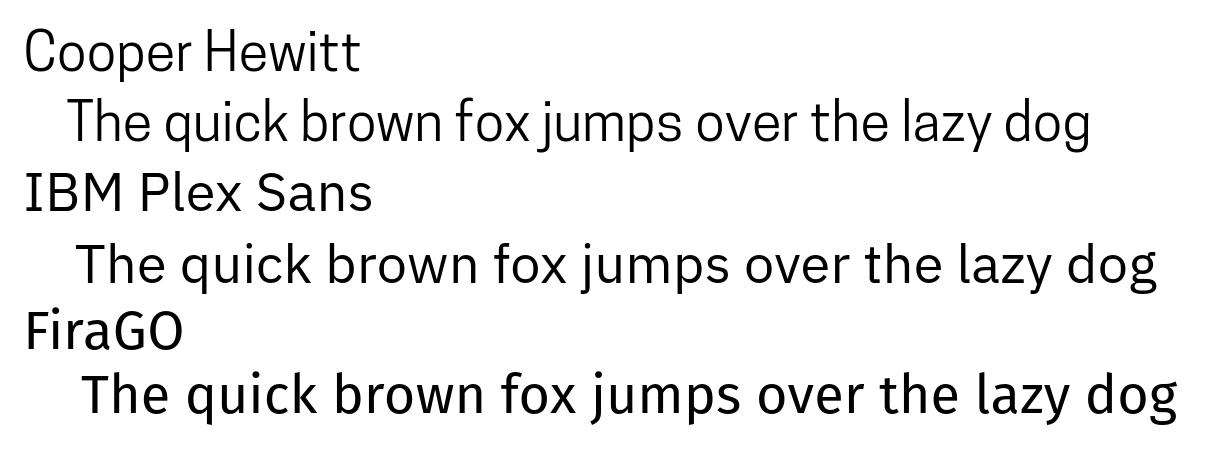 Cooper Hewitt
The quick brown fox jumps over the lazy dog
IBM Plex Sans
The quick brown fox jumps over the lazy dog
FiraGO
The quick brown fox jumps over the lazy dog